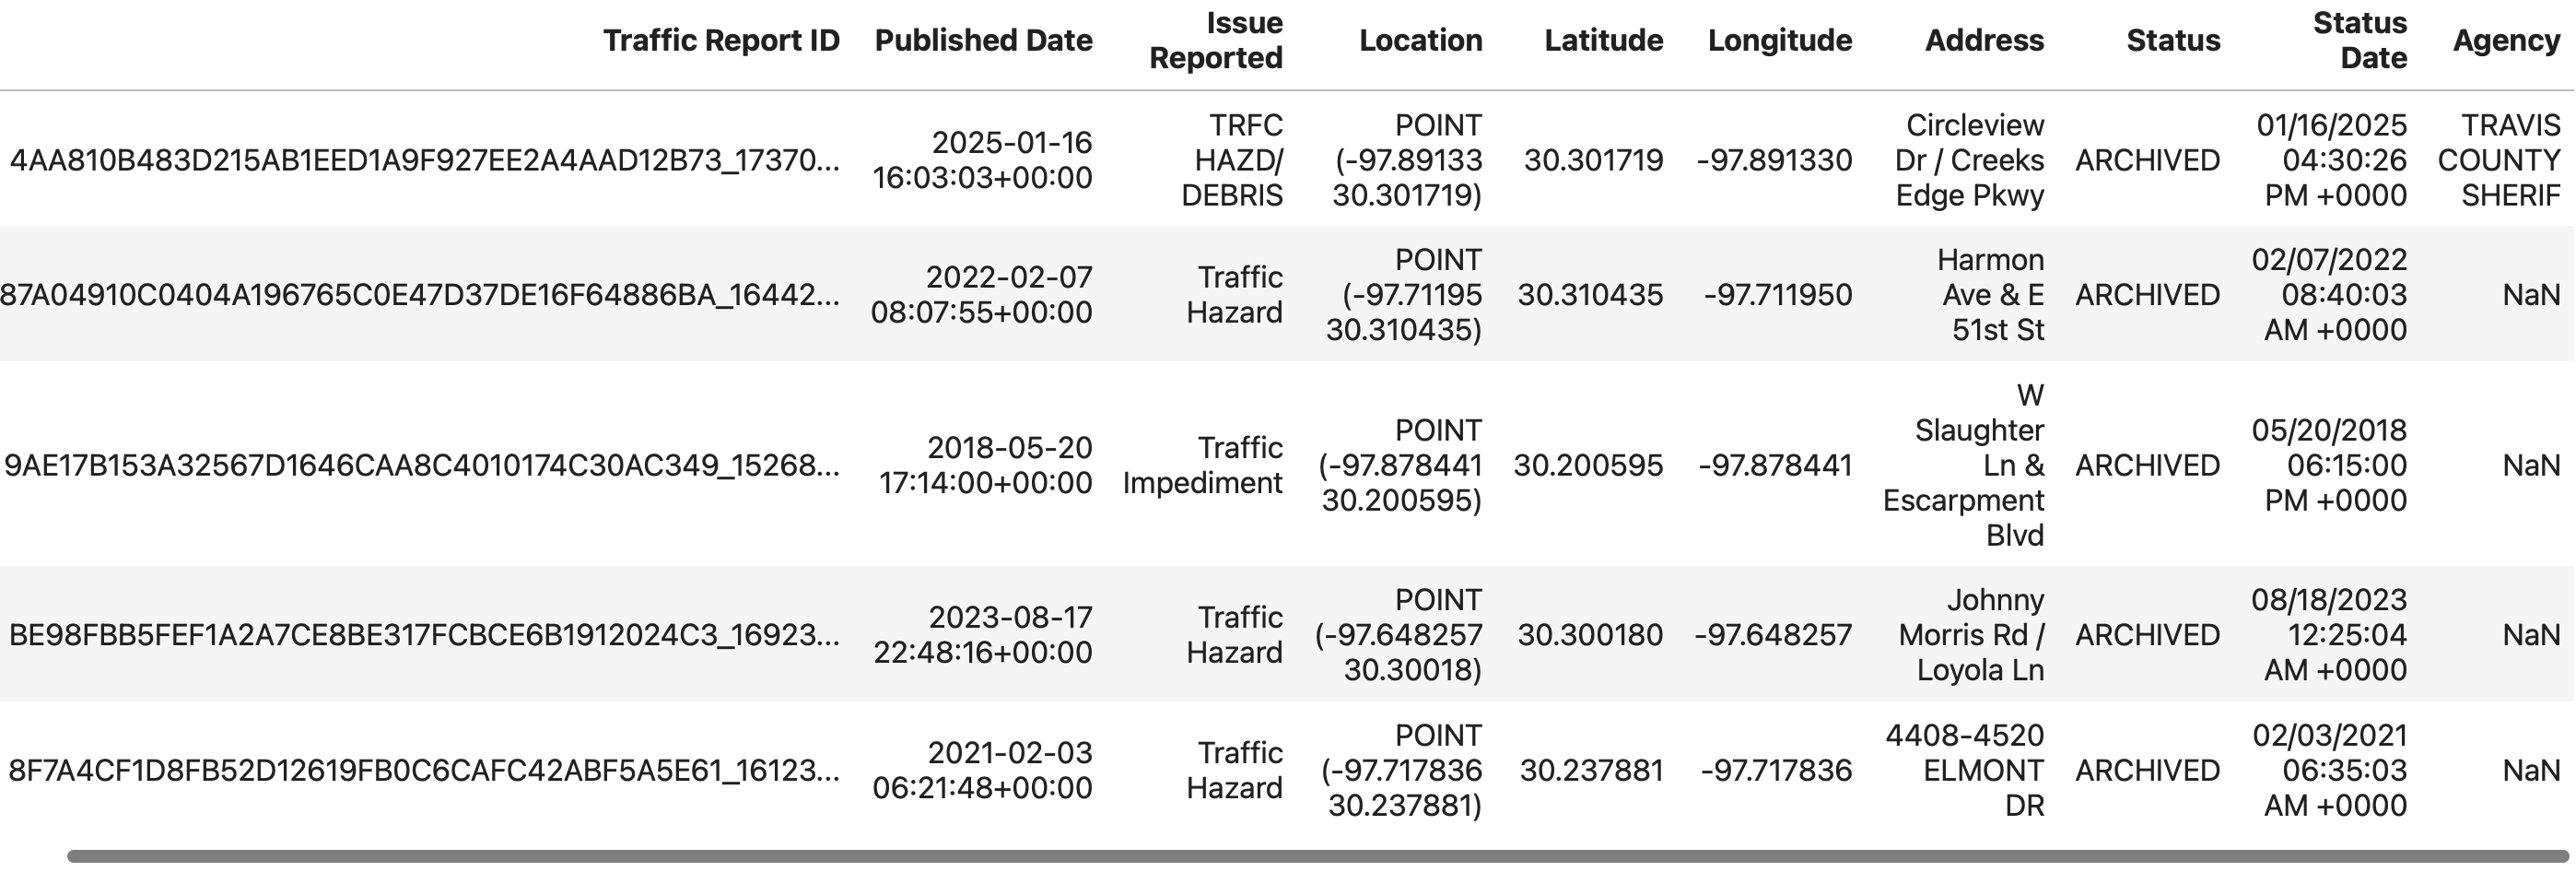 Traffic Report ID Published Date Issue Reported Location Latitude Longitude Address Status Status Date Agency
4AA810B483D215AB1EED1A9F927EE2A4AAD12B73_17370... 2025-01-16 16:03:03+00:00 TRFC HAZD/ DEBRIS POINT (-97.89133 30.301719) 30.301719 -97.891330 Circleview Dr / Creeks Edge Pkwy ARCHIVED 01/16/2025 04:30:26 PM +0000 TRAVIS COUNTY SHERIF
87A04910C0404A196765C0E47D37DE16F64886BA_16442... 2022-02-07 08:07:55+00:00 Traffic Hazard POINT (-97.71195 30.310435) 30.310435 -97.711950 Harmon Ave & E 51st St ARCHIVED 02/07/2022 08:40:03 AM +0000 NaN
9AE17B153A32567D1646CAA8C4010174C30AC349_15268... 2018-05-20 17:14:00+00:00 Traffic Impediment POINT (-97.878441 30.200595) 30.200595 -97.878441 W Slaughter Ln & Escarpment Blvd ARCHIVED 05/20/2018 06:15:00 PM +0000 NaN
BE98FBB5FEF1A2A7CE8BE317FCBCE6B1912024C3_16923... 2023-08-17 22:48:16+00:00 Traffic Hazard POINT (-97.648257 30.30018) 30.300180 -97.648257 Johnny Morris Rd / Loyola Ln ARCHIVED 08/18/2023 12:25:04 AM +0000 NaN
8F7A4CF1D8FB52D12619FB0C6CAFC42ABF5A5E61_16123... 2021-02-03 06:21:48+00:00 Traffic Hazard POINT (-97.717836 30.237881) 30.237881 -97.717836 4408-4520 ELMONT DR ARCHIVED 02/03/2021 06:35:03 AM +0000 NaN